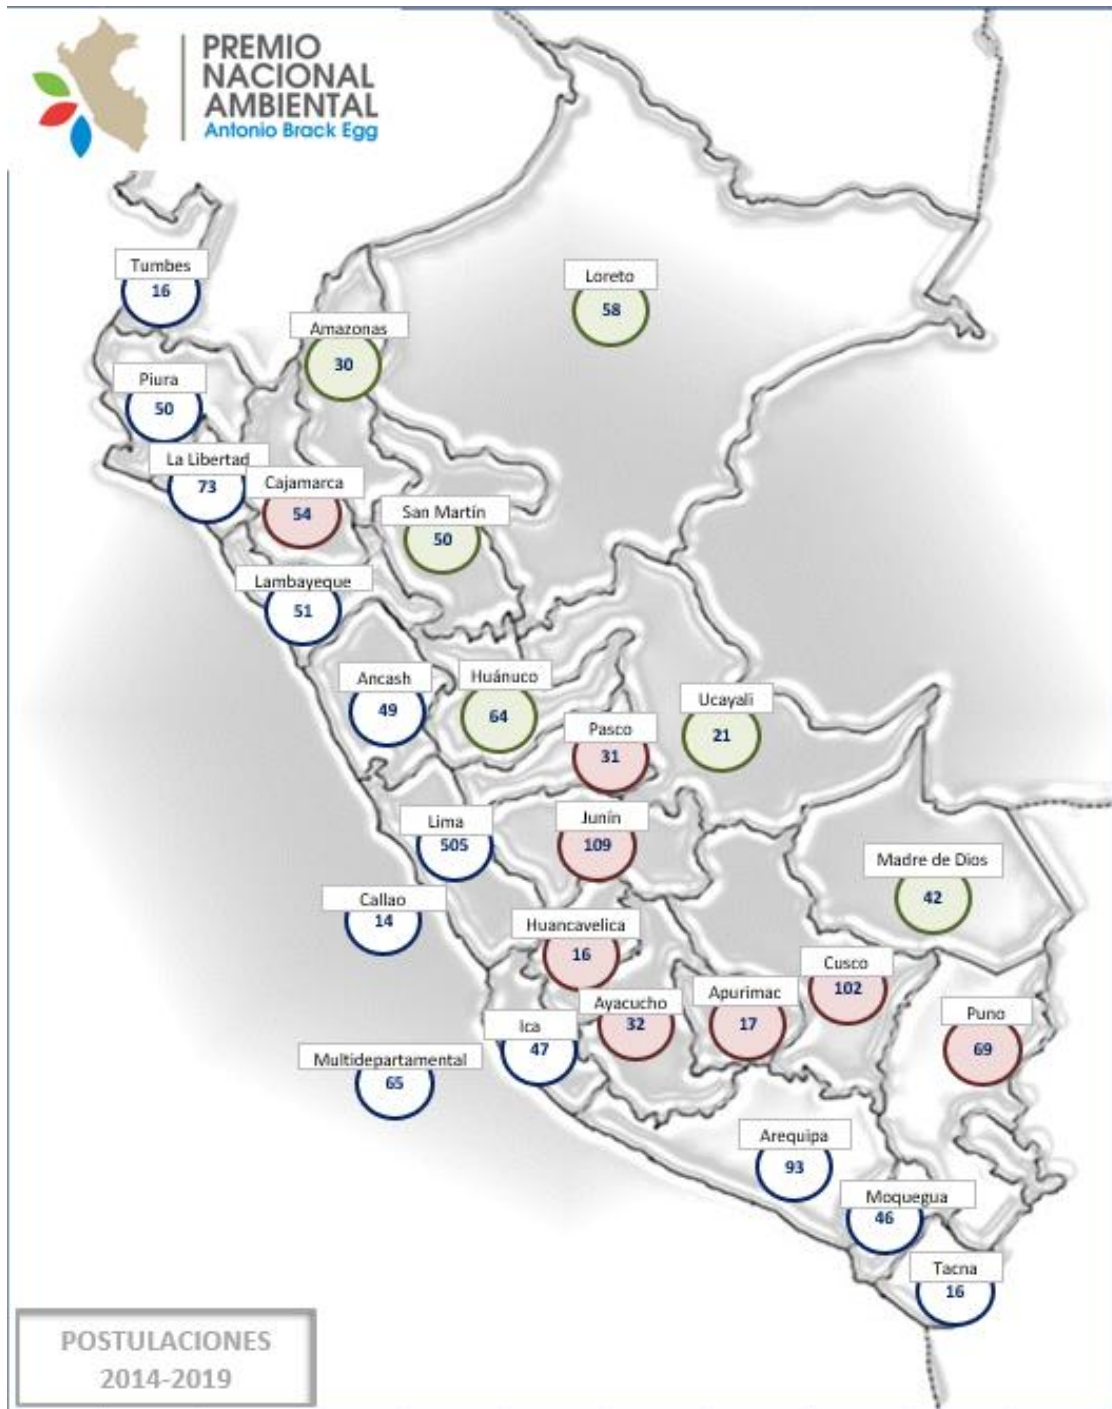 PREMIO
NACIONAL
AMBIENTAL
Antonio Brack Egg
Tumbes
16
Loreto
58
Amazonas
30
Piura
50
La Libertad
73
Cajamarca
54
San Martín
50
Lambayeque
51
Ancash
49
Huánuco
64
Ucayali
21
Pasco
31
Lima
505
Junín
109
Madre de Dios
42
Callao
14
Huancavelica
16
Cusco
102
Ayacucho
32
Apurimac
17
Puno
69
Ica
47
Multidepartamental
65
Arequipa
93
Moquegua
46
Tacna
16
POSTULACIONES
2014-2019